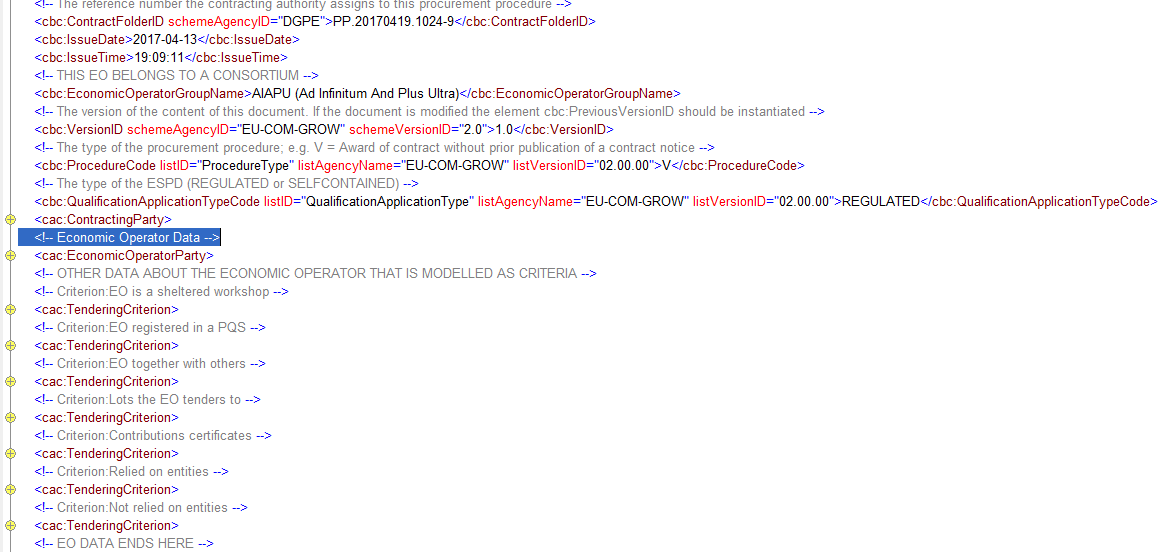 <!-- The reference number the contracting authority assigns to this procurement procedure -->
<cbc:ContractFolderID schemeAgencyID="DGPE">PP.20170419.1024-9</cbc:ContractFolderID>
<cbc:IssueDate>2017-04-13</cbc:IssueDate>
<cbc:IssueTime>19:09:11</cbc:IssueTime>
<!-- THIS EO BELONGS TO A CONSORTIUM -->
<cbc:EconomicOperatorGroupName>AIAPU (Ad Infinitum And Plus Ultra)</cbc:EconomicOperatorGroupName>
<!-- The version of the content of this document. If the document is modified the element cbc:PreviousVersionID should be instantiated -->
<cbc:VersionID schemeAgencyID="EU-COM-GROW" schemeVersionID="2.0">1.0</cbc:VersionID>
<!-- The type of the procurement procedure; e.g. V = Award of contract without prior publication of a contract notice -->
<cbc:ProcedureCode listID="ProcedureType" listAgencyName="EU-COM-GROW" listVersionID="02.00.00">V</cbc:ProcedureCode>
<!-- The type of the ESPD (REGULATED or SELFCONTAINED) -->
<cbc:QualificationApplicationTypeCode listID="QualificationApplicationType" listAgencyName="EU-COM-GROW" listVersionID="02.00.00">REGULATED</cbc:QualificationApplicationTypeCode>
<cac:ContractingParty>
<!-- Economic Operator Data -->
<cac:EconomicOperatorParty>
<!-- OTHER DATA ABOUT THE ECONOMIC OPERATOR THAT IS MODELLED AS CRITERIA -->
<!-- Criterion:EO is a sheltered workshop -->
<cac:TenderingCriterion>
<!-- Criterion:EO registered in a PQS -->
<cac:TenderingCriterion>
<!-- Criterion:EO together with others -->
<cac:TenderingCriterion>
<!-- Criterion:Lots the EO tenders to -->
<cac:TenderingCriterion>
<!-- Criterion:Contributions certificates -->
<cac:TenderingCriterion>
<!-- Criterion:Relied on entities -->
<cac:TenderingCriterion>
<!-- Criterion:Not relied on entities -->
<cac:TenderingCriterion>
<!-- EO DATA ENDS HERE -->